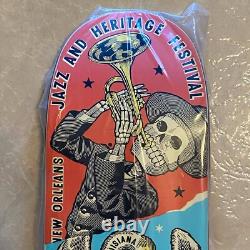 NEW ORLEANS
JAZZ AND HERITAGE FESTIVAL